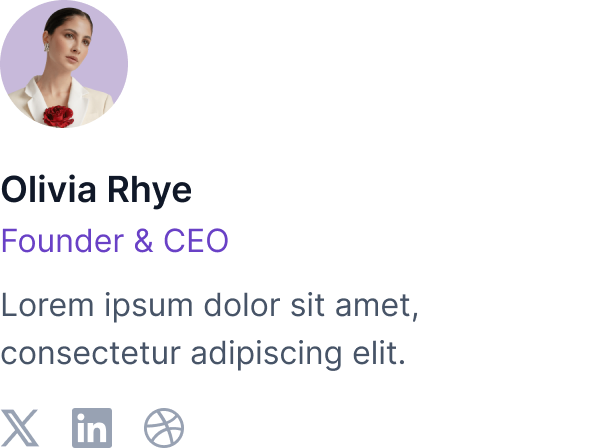 Olivia Rhye
Founder & CEO
Lorem ipsum dolor sit amet,
consectetur adipiscing elit.